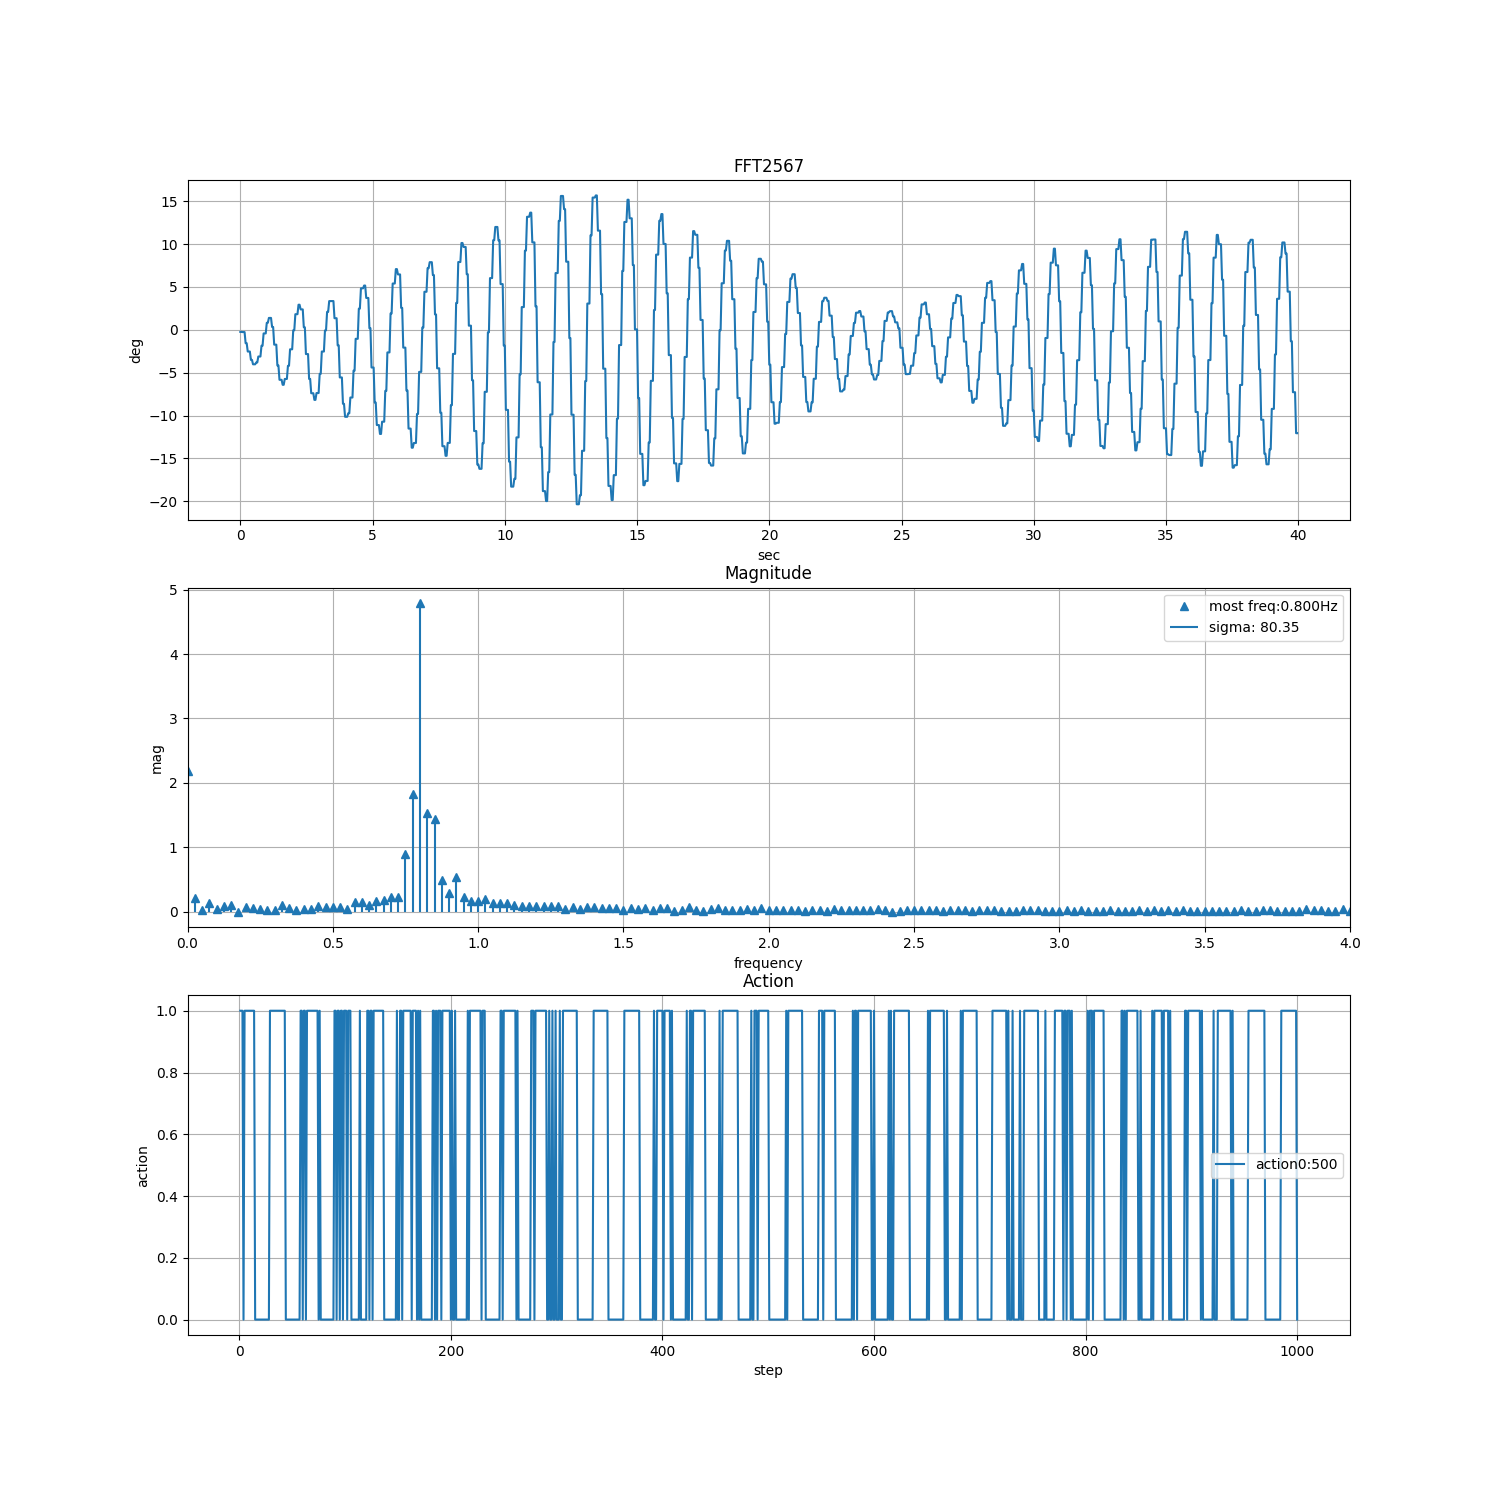 FFT2567
15
10
5
0
−5
−10
−15
−20
deg
0 5 10 15 20 25 30 35 40
sec
Magnitude
5
4
3
2
1
0
mag
most freq:0.800Hz
sigma: 80.35
0.0 0.5 1.0 1.5 2.0 2.5 3.0 3.5 4.0
frequency
Action
1.0
0.8
0.6
0.4
0.2
0.0
action
action0:500
0 200 400 600 800 1000
step